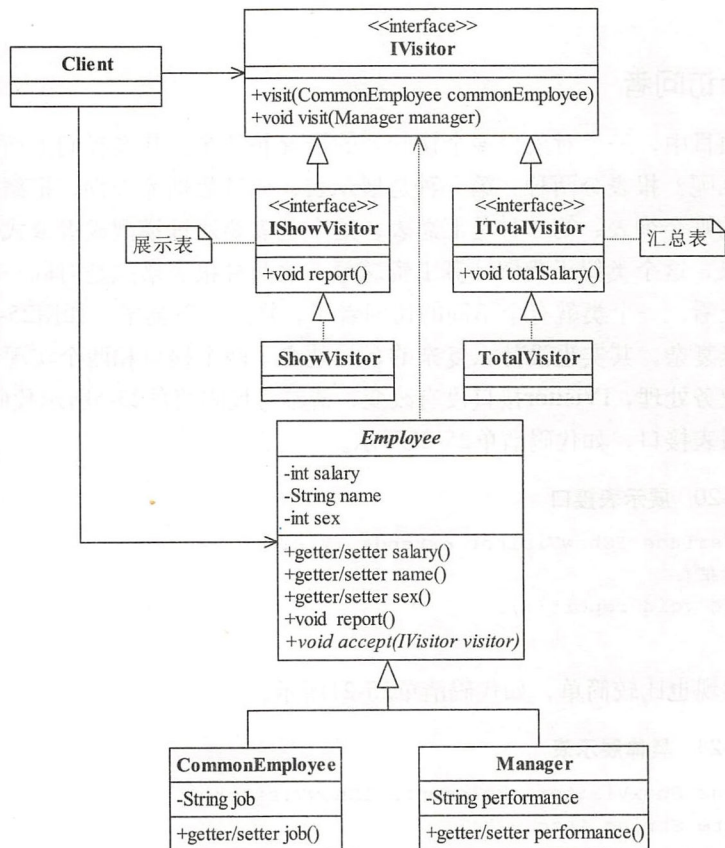 <<interface>>
IVisitor
Client
+visit(CommonEmployee commonEmployee)
+void visit(Manager manager)
<<interface>>
IShowVisitor
+void report()
展示表
<<interface>>
ITotalVisitor
+void totalSalary()
汇总表
ShowVisitor
TotalVisitor
Employee
-int salary
-String name
-int sex
+getter/setter salary()
+getter/setter name()
+getter/setter sex()
+void report()
+void accept(IVisitor visitor)
CommonEmployee
-String job
+getter/setter job()
Manager
-String performance
+getter/setter performance()